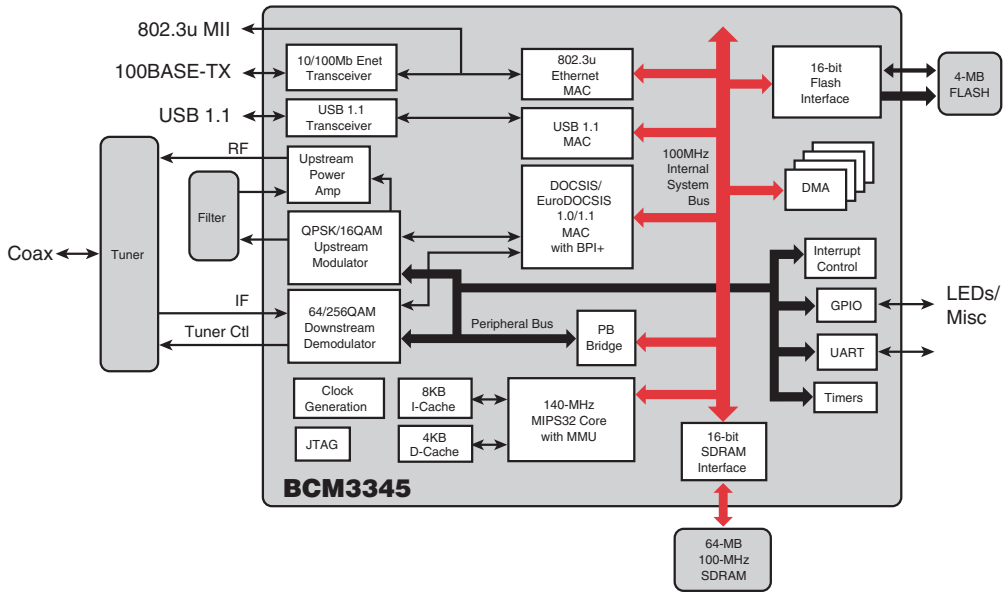 802.3u MII
100BASE-TX
USB 1.1
RF
Coax
Tuner
Filter
IF
Tuner Ctl
10/100Mb Enet
Transceiver
USB 1.1
Transceiver
Upstream
Power
Amp
QPSK/16QAM
Upstream
Modulator
64/256QAM
Downstream
Demodulator
Clock
Generation
JTAG
8KB
I-Cache
4KB
D-Cache
BCM3345
802.3u
Ethernet
MAC
USB 1.1
MAC
DOCSIS/
EuroDOCSIS
1.0/1.1
MAC
with BPI+
Peripheral Bus
PB
Bridge
140-MHz
MIPS32 Core
with MMU
100MHz
Internal
System
Bus
16-bit
SDRAM
Interface
64-MB
100-MHz
SDRAM
16-bit
Flash
Interface
4-MB
FLASH
DMA
Interrupt
Control
GPIO
UART
Timers
LEDs/
Misc